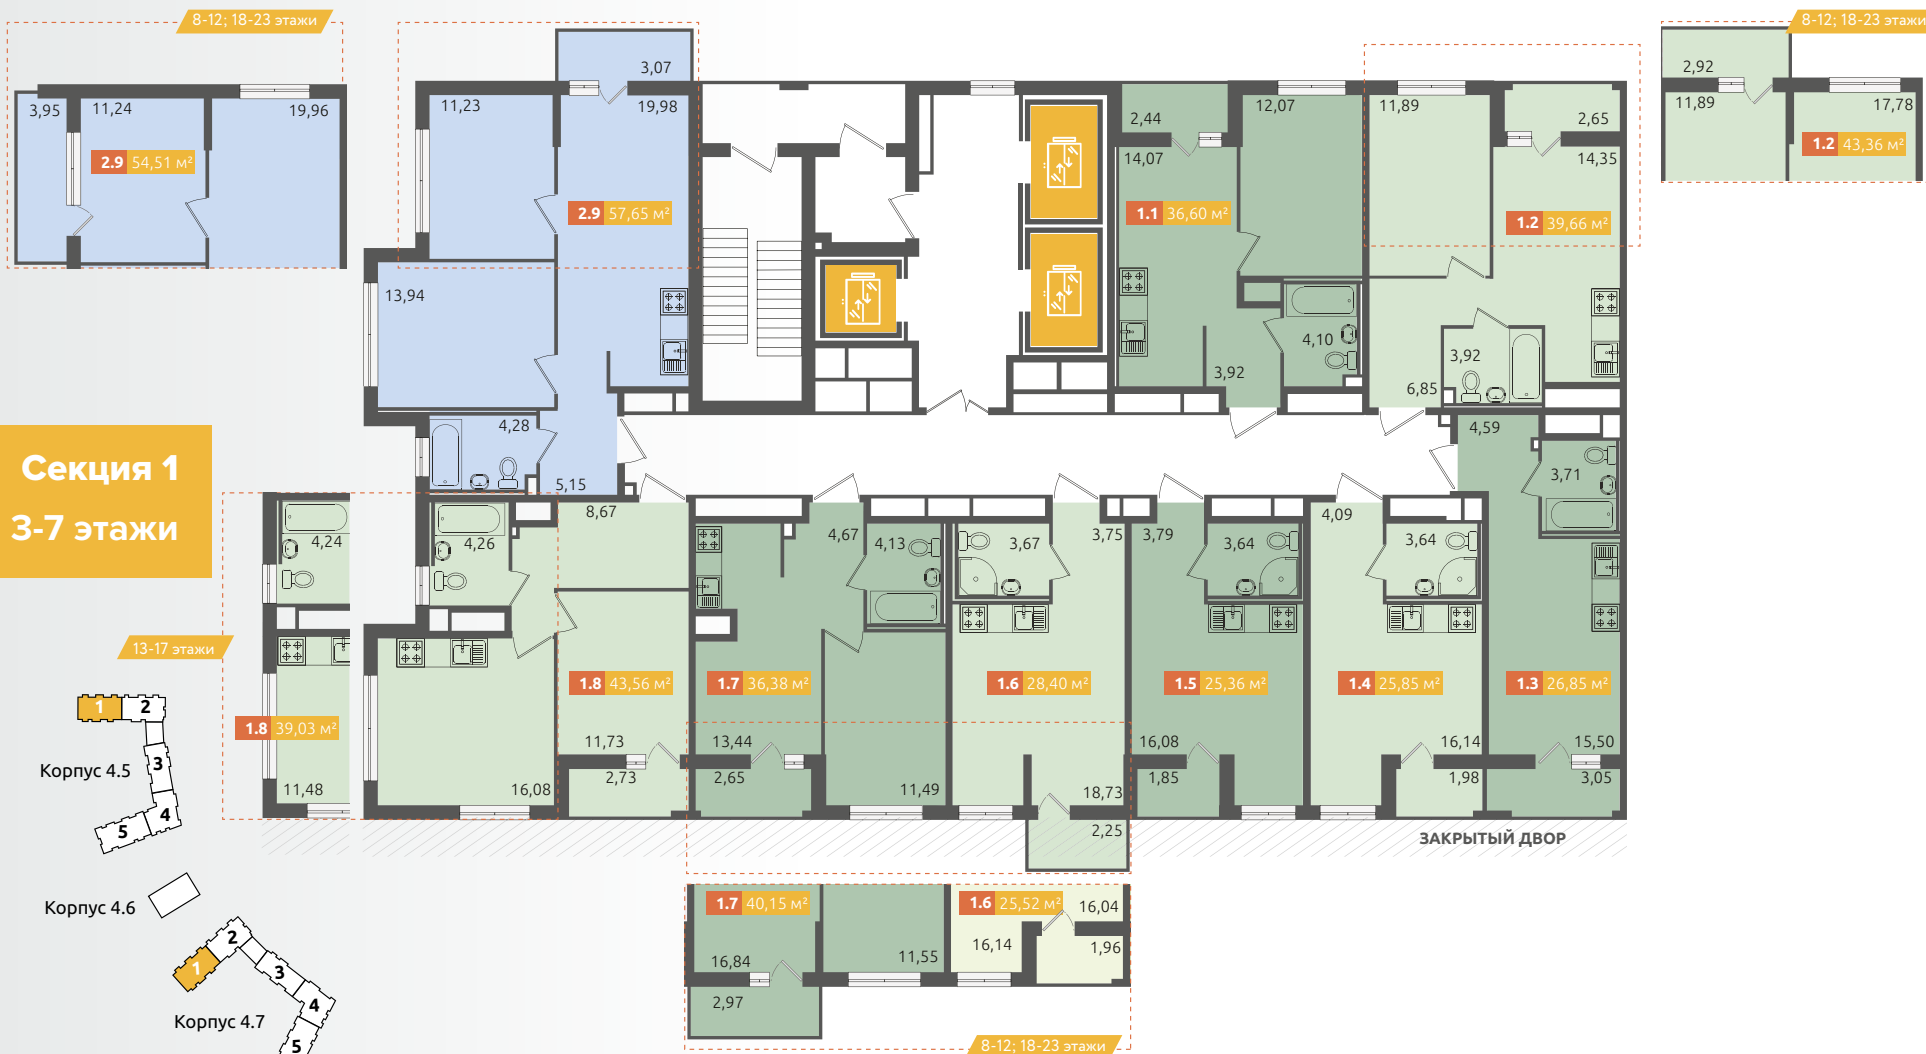 8-12; 18-23 этажи
3,95
11,24
19,96
2.9 54,51 м²
3,07
11,23
19,98
2.9 57,65 м²
13,94
4,28
5,15
2,44
12,07
14,07
1.1 36,60 м²
4,10
3,92
11,89
2,65
14,35
1.2 39,66 м²
3,92
6,85
8-12; 18-23 этажи
2,92
11,89
17,78
1.2 43,36 м²
Секция 1
3-7 этажи
4,24
13-17 этажи
1.8 39,03 м²
11,48
4,26
8,67
1.8 43,56 м²
11,73
2,73
16,08
4,67
4,13
1.7 36,38 м²
13,44
2,65
11,49
3,67
3,75
1.6 28,40 м²
18,73
2,25
3,79
3,64
1.5 25,36 м²
16,08
1,85
4,09
3,64
1.4 25,85 м²
16,14
1,98
4,59
3,71
1.3 26,85 м²
15,50
3,05
ЗАКРЫТЫЙ ДВОР
1.7 40,15 м²
16,84
11,55
2,97
1.6 25,52 м²
16,04
16,14
1,96
8-12; 18-23 этажи
1
2
3
4
5
Корпус 4.5
Корпус 4.6
1
2
3
4
5
Корпус 4.7